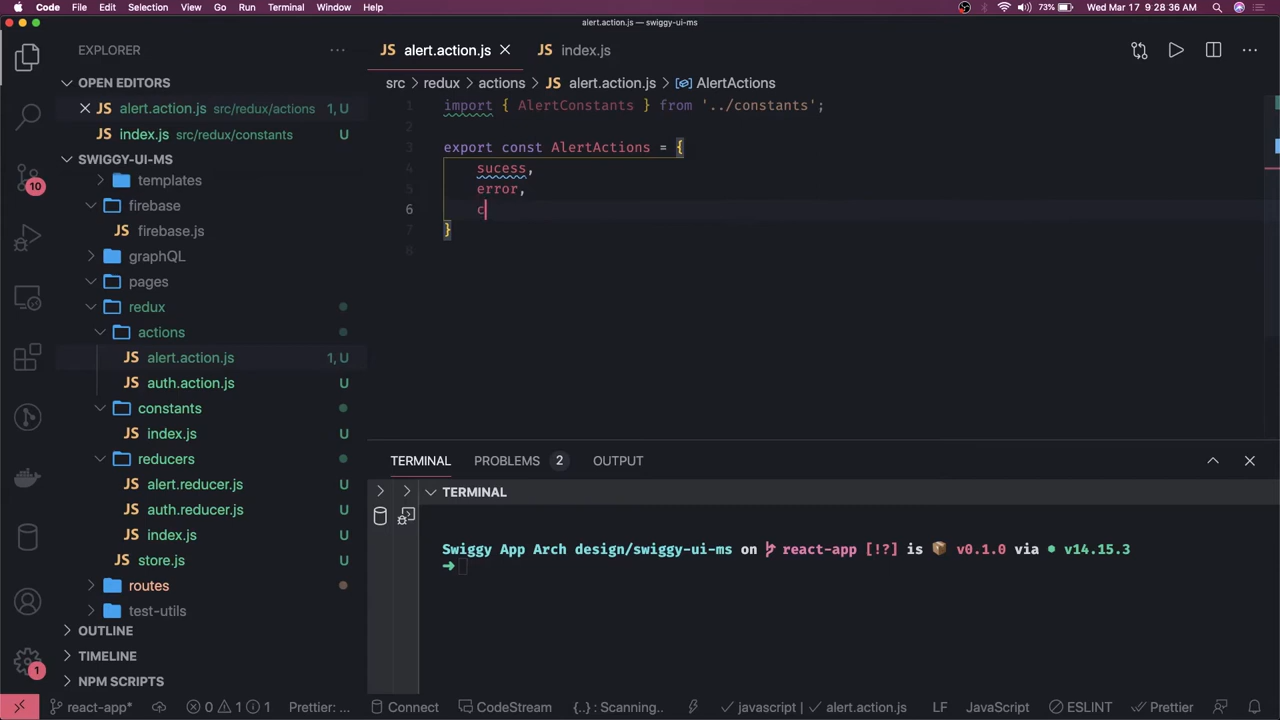 Code File Edit Selection View Go Run Terminal Window Help 73% Wed Mar 17 9:28:36 AM
alert.action.js — swiggy-ui-ms
EXPLORER
OPEN EDITORS
alert.action.js src/redux/actions 1, U
index.js src/redux/constants U
SWIGGY-UI-MS
templates
firebase
firebase.js
graphQL
pages
redux
actions
JS alert.action.js 1, U
JS auth.action.js U
constants
JS index.js U
reducers
JS alert.reducer.js U
JS auth.reducer.js U
JS index.js U
store.js U
routes
test-utils
OUTLINE
TIMELINE
NPM SCRIPTS
10
1
JS alert.action.js JS index.js
src > redux > actions > JS alert.action.js > AlertActions
1 import { AlertConstants } from '../constants';
2
3 export const AlertActions = {
4 sucess,
5 error,
6 c
7 }
8
TERMINAL PROBLEMS 2 OUTPUT
TERMINAL
Swiggy App Arch design/swiggy-ui-ms on react-app [!?] is 📦 v0.1.0 via v14.15.3
➜
react-app* 0 1 1 Prettier: ... Connect CodeStream {..} : Scanning.. javascript | alert.action.js LF JavaScript ESLINT Prettier